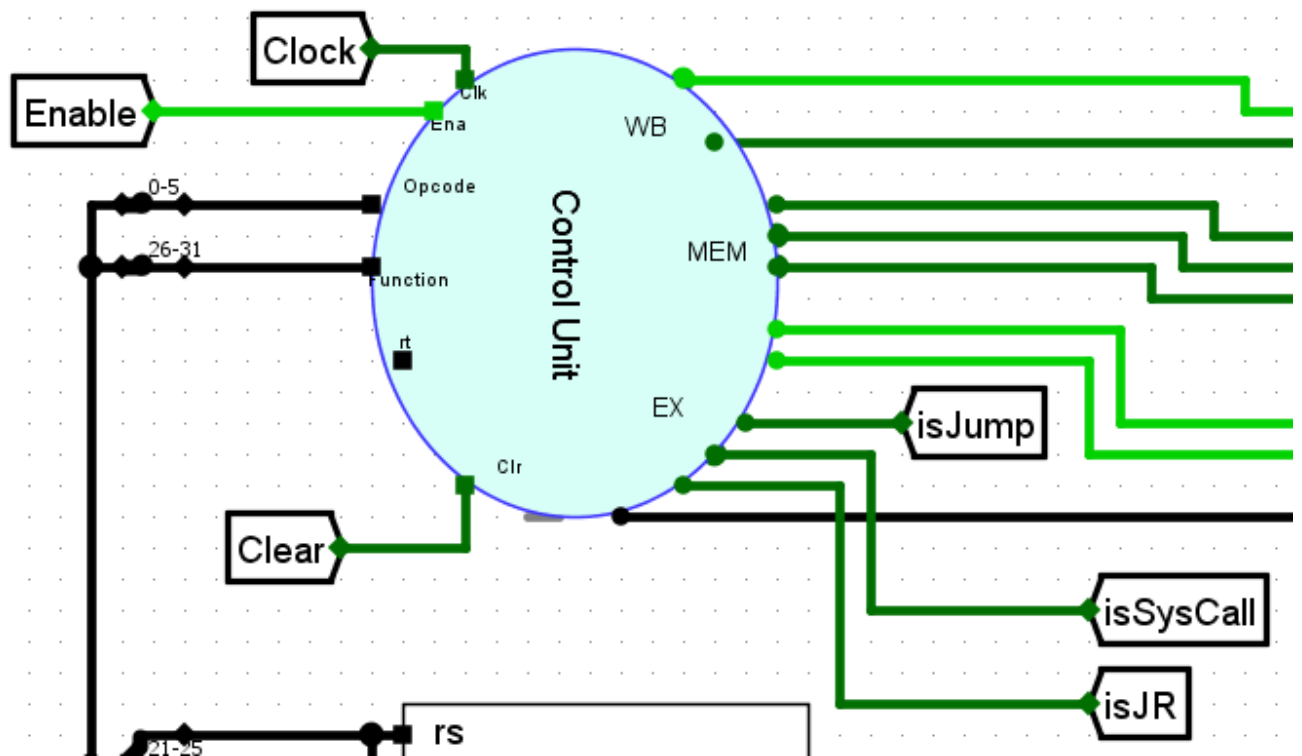 Clock
Clk
Enable
Ena
WB
0-5
Opcode
26-31
Function
MEM
Control Unit
rt
EX
isJump
Clr
Clear
isSysCall
isJR
rs
21-25